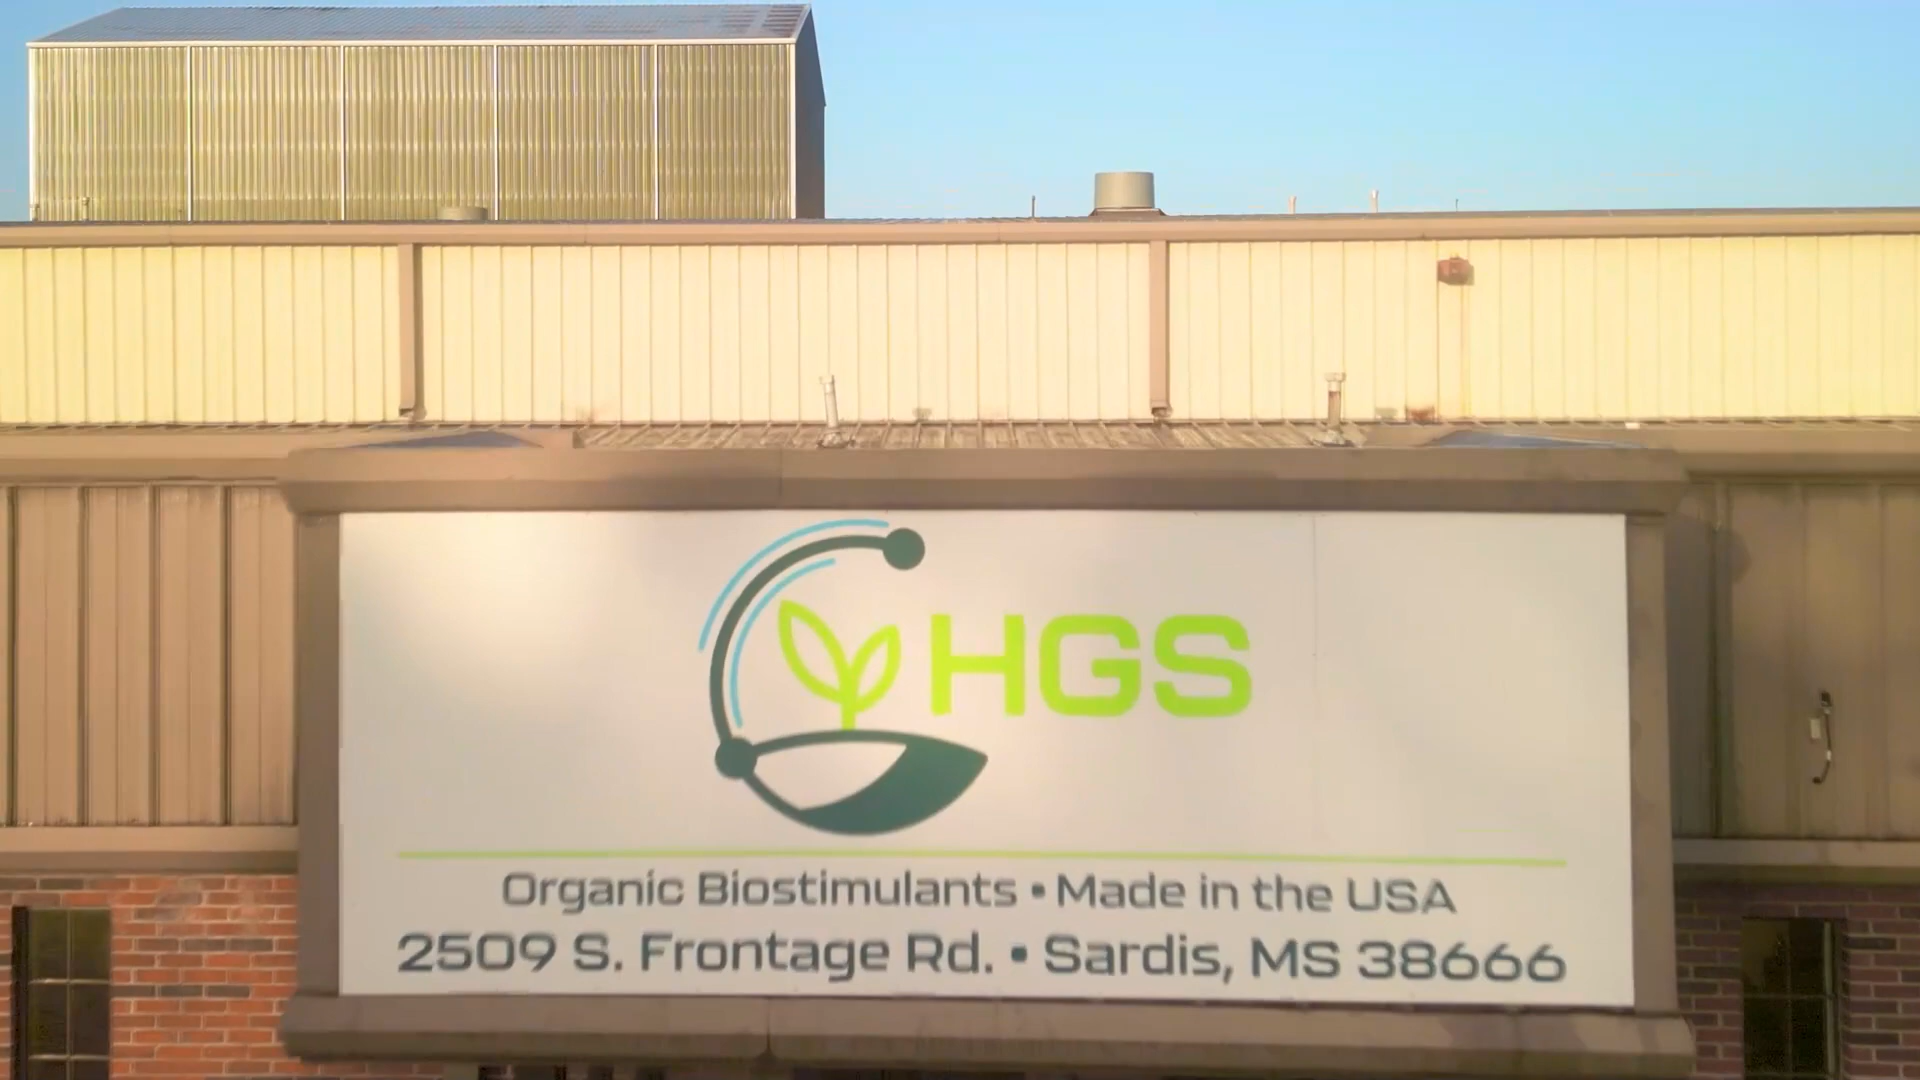 HGS
Organic Biostimulants • Made in the USA
2509 S. Frontage Rd. • Sardis, MS 38666